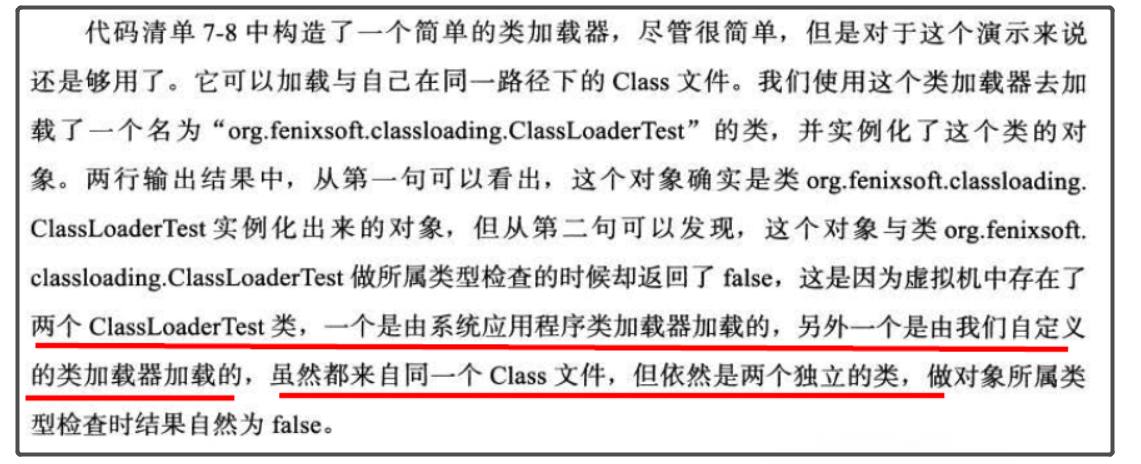 代码清单 7-8 中构造了一个简单的类加载器，尽管很简单，但是对于这个演示来说
还是够用了。它可以加载与自己在同一路径下的 Class 文件。我们使用这个类加载器去加
载了一个名为“org.fenixsoft.classloading.ClassLoaderTest”的类，并实例化了这个类的对
象。两行输出结果中，从第一句可以看出，这个对象确实是类 org.fenixsoft.classloading.
ClassLoaderTest 实例化出来的对象，但从第二句可以发现，这个对象与类 org.fenixsoft.
classloading.ClassLoaderTest 做所属类型检查的时候却返回了 false，这是因为虚拟机中存在了
两个 ClassLoaderTest 类，一个是由系统应用程序类加载器加载的，另外一个是由我们自定义
的类加载器加载的，虽然都来自同一个 Class 文件，但依然是两个独立的类，做对象所属类
型检查时结果自然为 false。